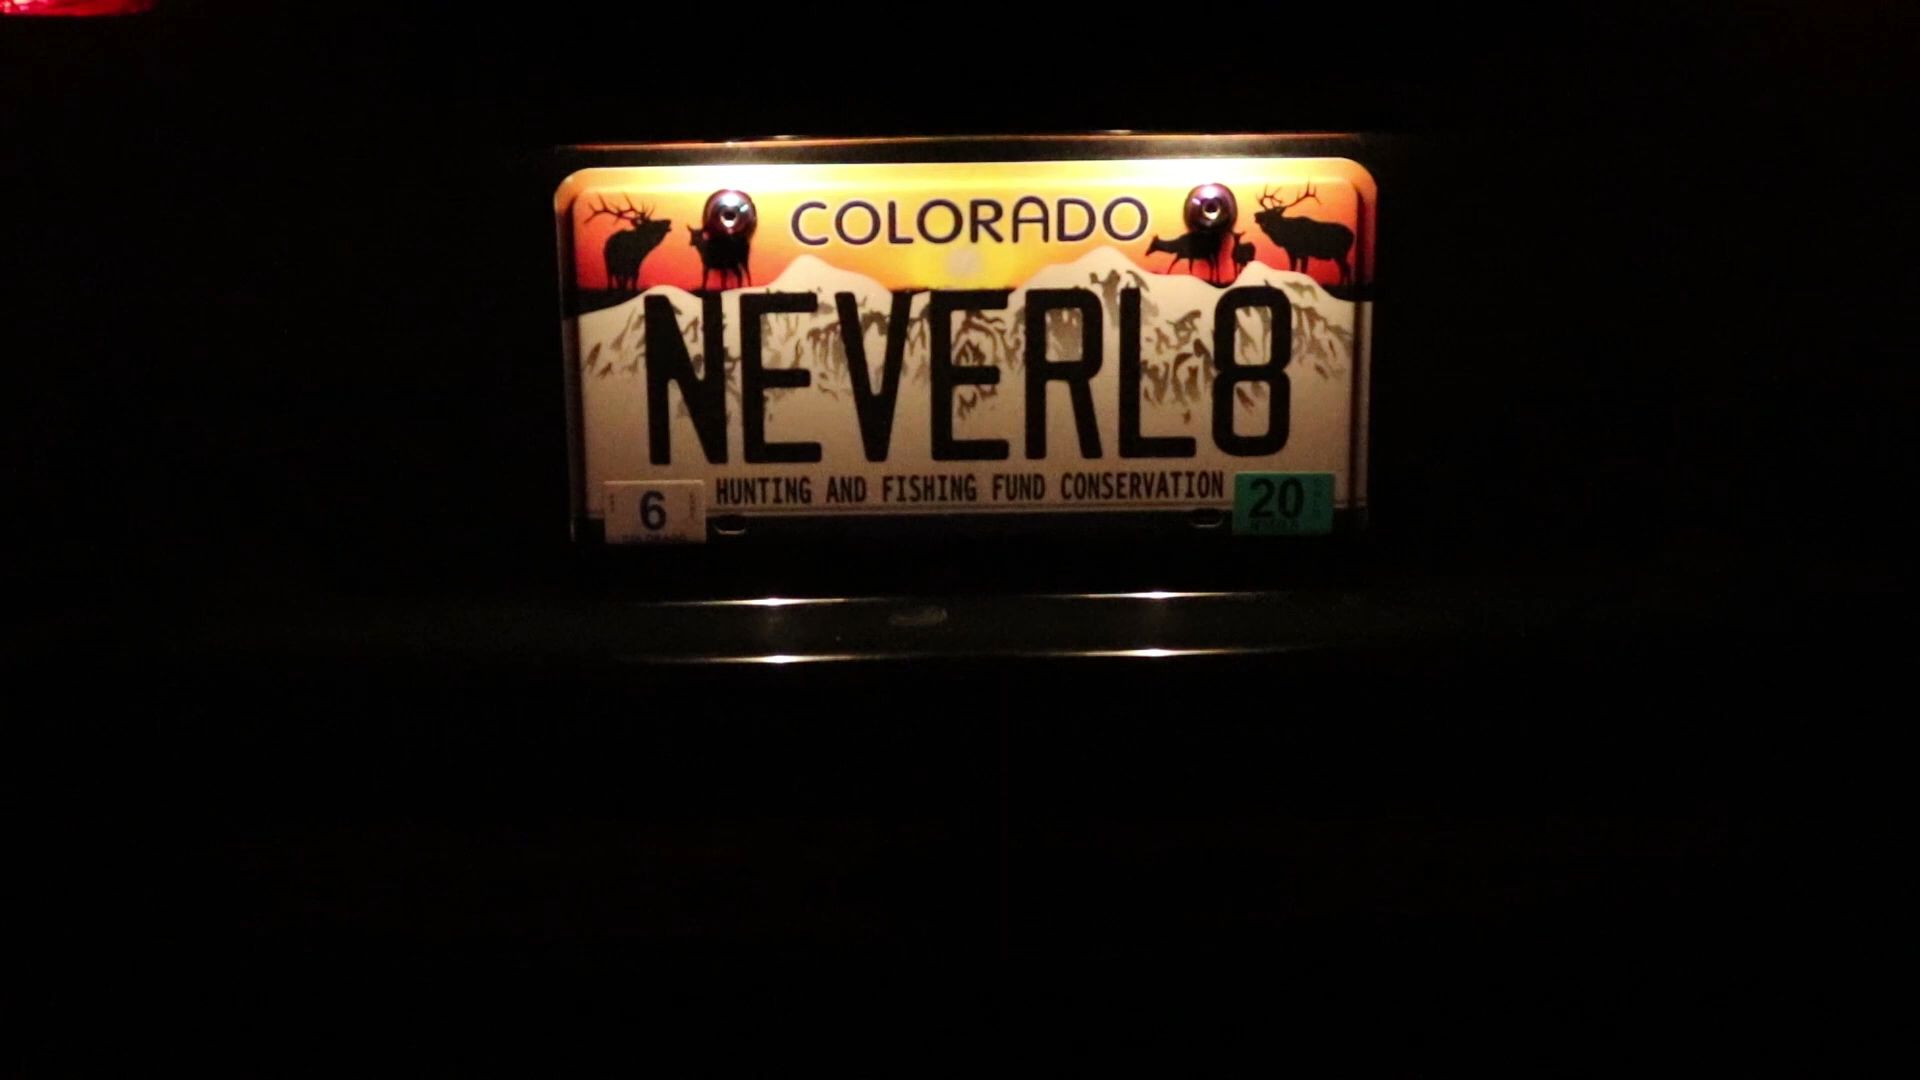 COLORADO
NEVERL8
HUNTING AND FISHING FUND CONSERVATION
6
20